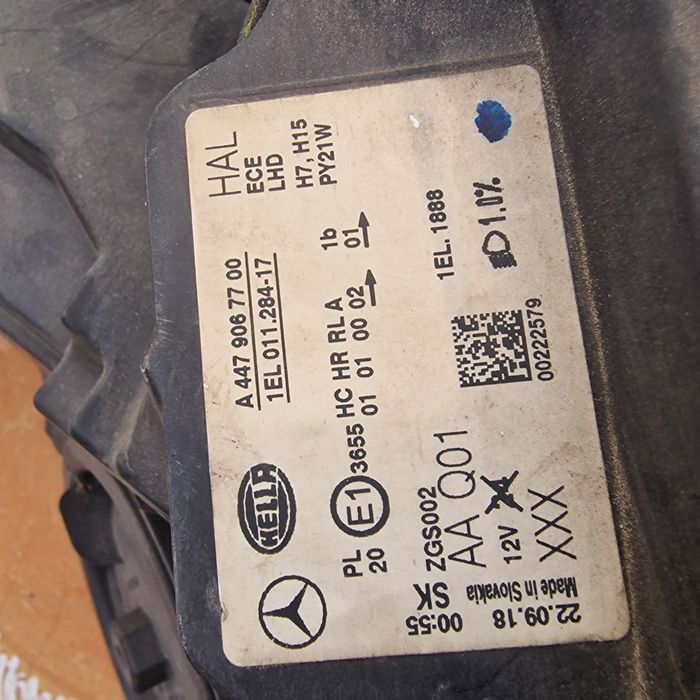 HELLA
A 447 906 77 00
1EL 011.284-17
HAL
ECE
LHD
H7, H15
PY21W
PL E1 3655 HC HR RL A 1b
20 01 01 00 02 01
ZGS002
AA Q01
12V
XXX
1EL. 1888
00222579
1.0%
00:55
SK
22.09.18
Made in Slovakia